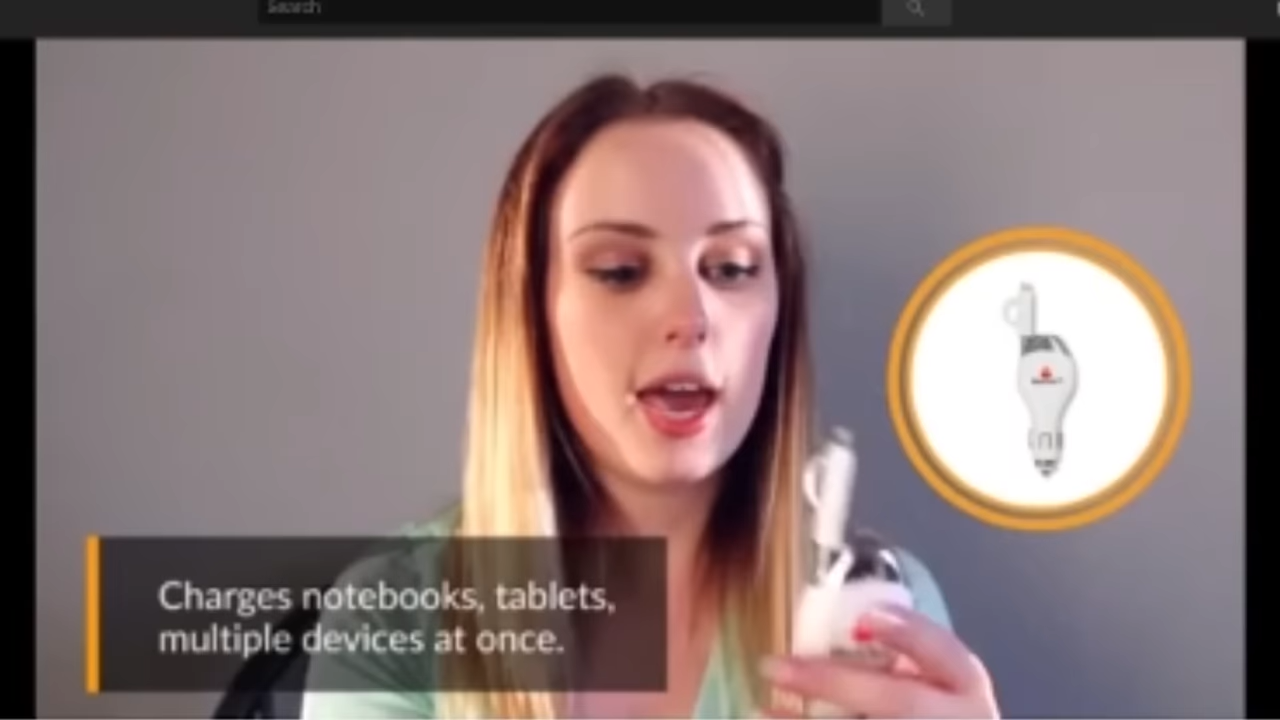 Search
Charges notebooks, tablets,
multiple devices at once.